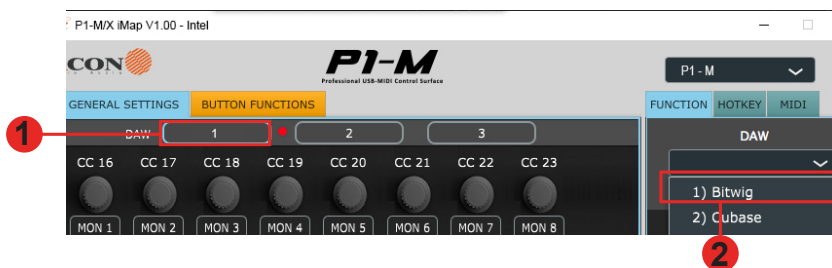 P1-M/X iMap V1.00 - Intel
CON
P1-M
Professional USB-MIDI Control Surface
P1 - M
GENERAL SETTINGS BUTTON FUNCTIONS
FUNCTION HOTKEY MIDI
1
DAW 1 2 3
DAW
CC 16 CC 17 CC 18 CC 19 CC 20 CC 21 CC 22 CC 23
1) Bitwig
2) Cubase
MON 1 MON 2 MON 3 MON 4 MON 5 MON 6 MON 7 MON 8
2